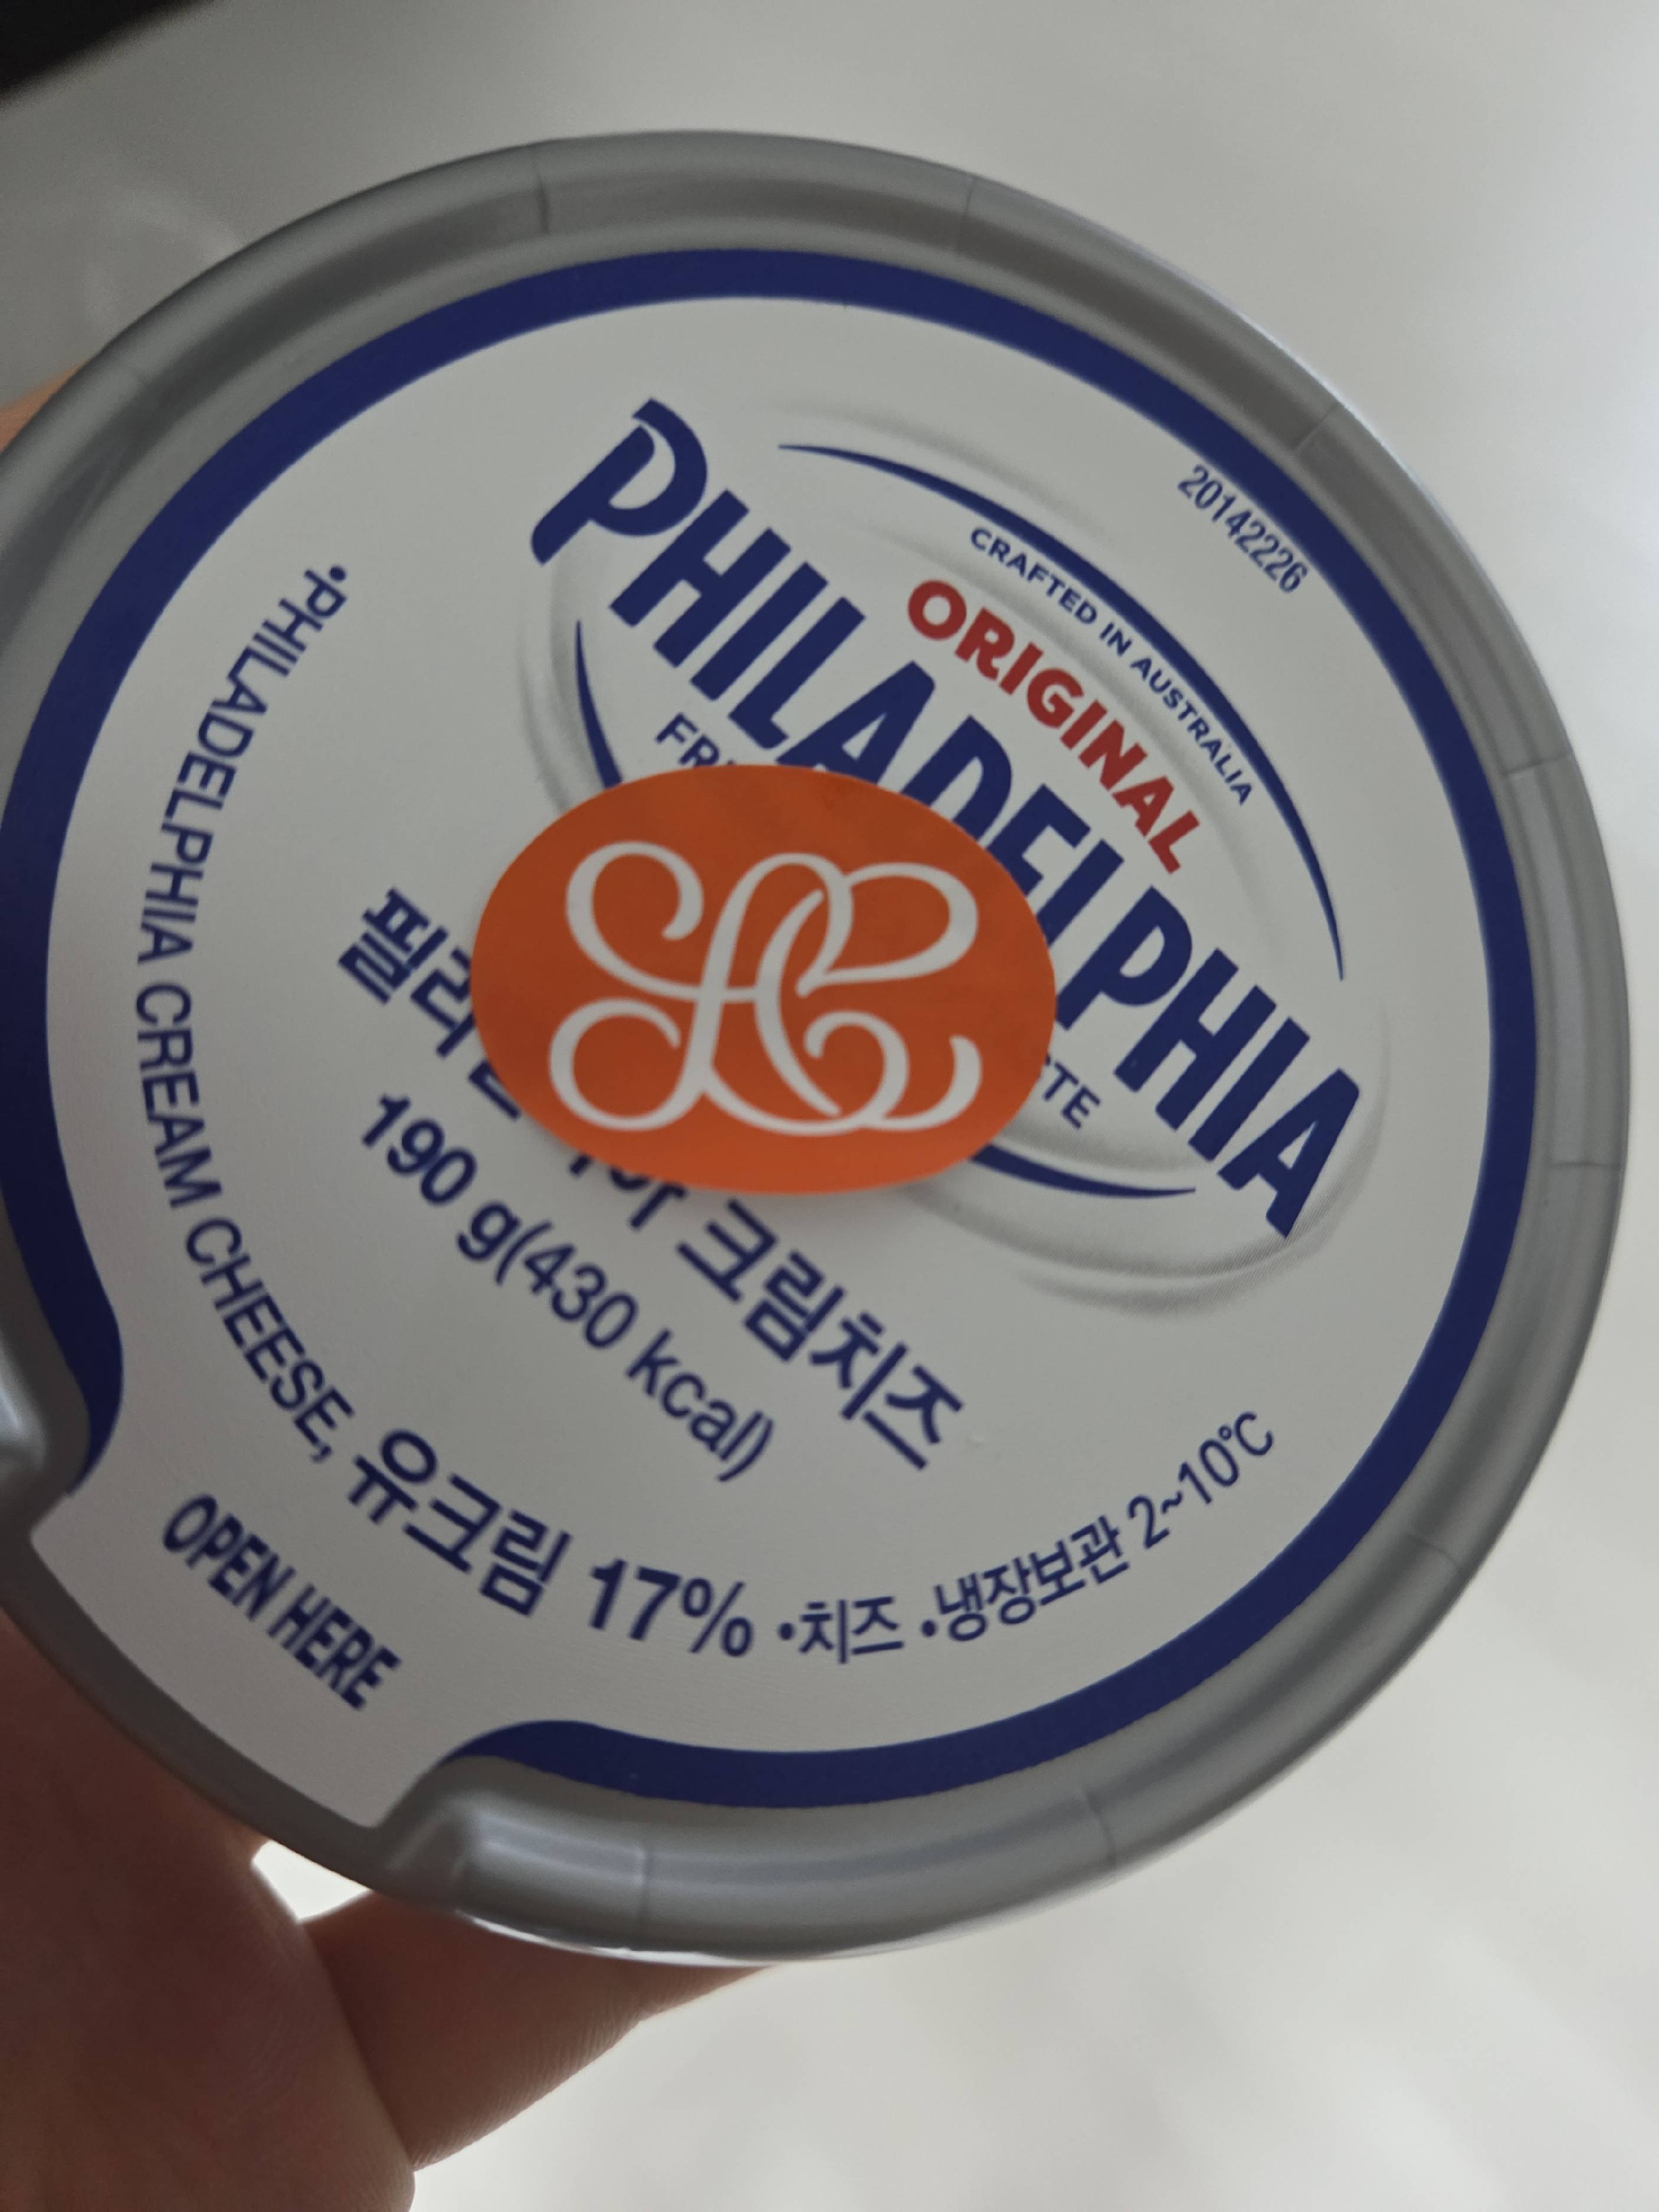 20142226
CRAFTED IN AUSTRALIA
ORIGINAL
PHILADELPHIA
크림치즈
190 g(430 kcal)
•PHILADELPHIA CREAM CHEESE, 유크림 17% •치즈 •냉장보관 2~10℃
OPEN HERE